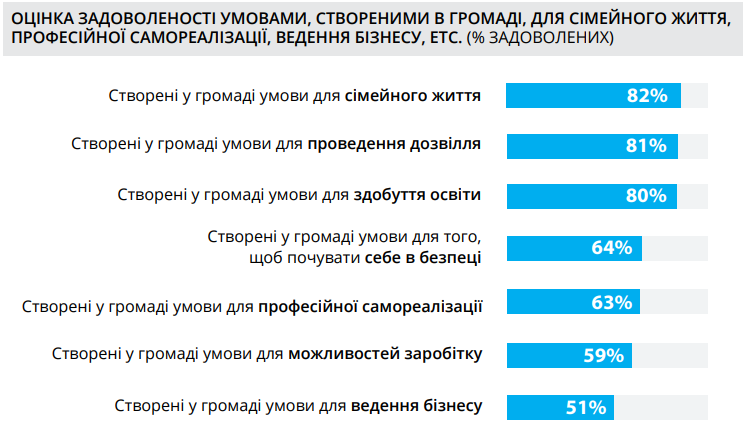 ОЦІНКА ЗАДОВОЛЕНОСТІ УМОВАМИ, СТВОРЕНИМИ В ГРОМАДІ, ДЛЯ СІМЕЙНОГО ЖИТТЯ,
ПРОФЕСІЙНОЇ САМОРЕАЛІЗАЦІЇ, ВЕДЕННЯ БІЗНЕСУ, ЕТС. (% ЗАДОВОЛЕНИХ)
Створені у громаді умови для сімейного життя 82%
Створені у громаді умови для проведення дозвілля 81%
Створені у громаді умови для здобуття освіти 80%
Створені у громаді умови для того,
щоб почувати себе в безпеці 64%
Створені у громаді умови для професійної самореалізації 63%
Створені у громаді умови для можливостей заробітку 59%
Створені у громаді умови для ведення бізнесу 51%